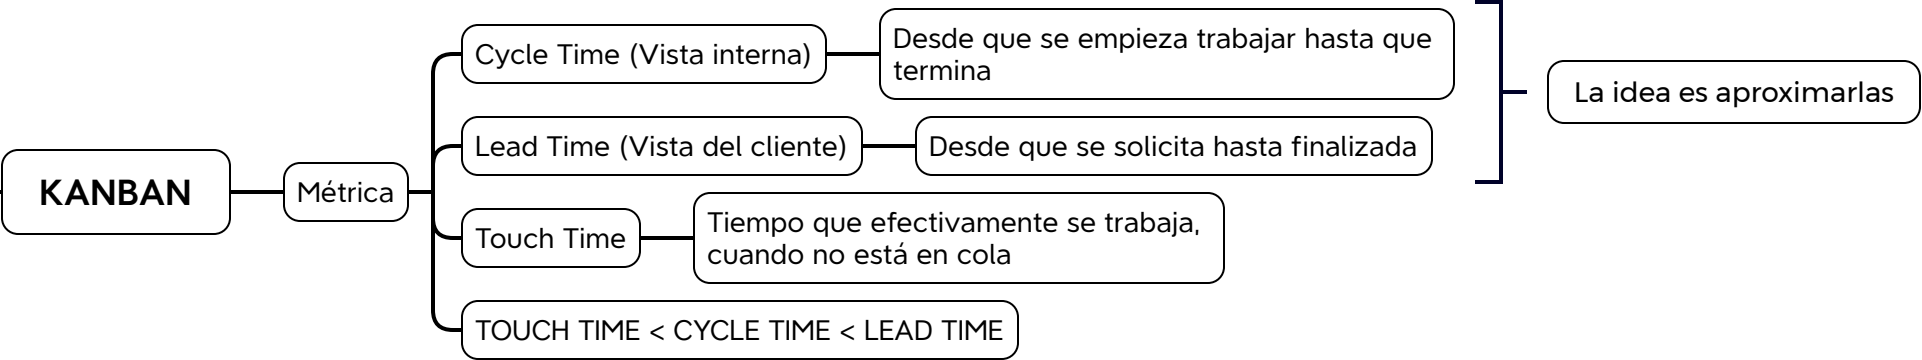 KANBAN
Métrica
Cycle Time (Vista interna)
Desde que se empieza trabajar hasta que
termina
Lead Time (Vista del cliente)
Desde que se solicita hasta finalizada
La idea es aproximarlas
Touch Time
Tiempo que efectivamente se trabaja,
cuando no está en cola
TOUCH TIME < CYCLE TIME < LEAD TIME